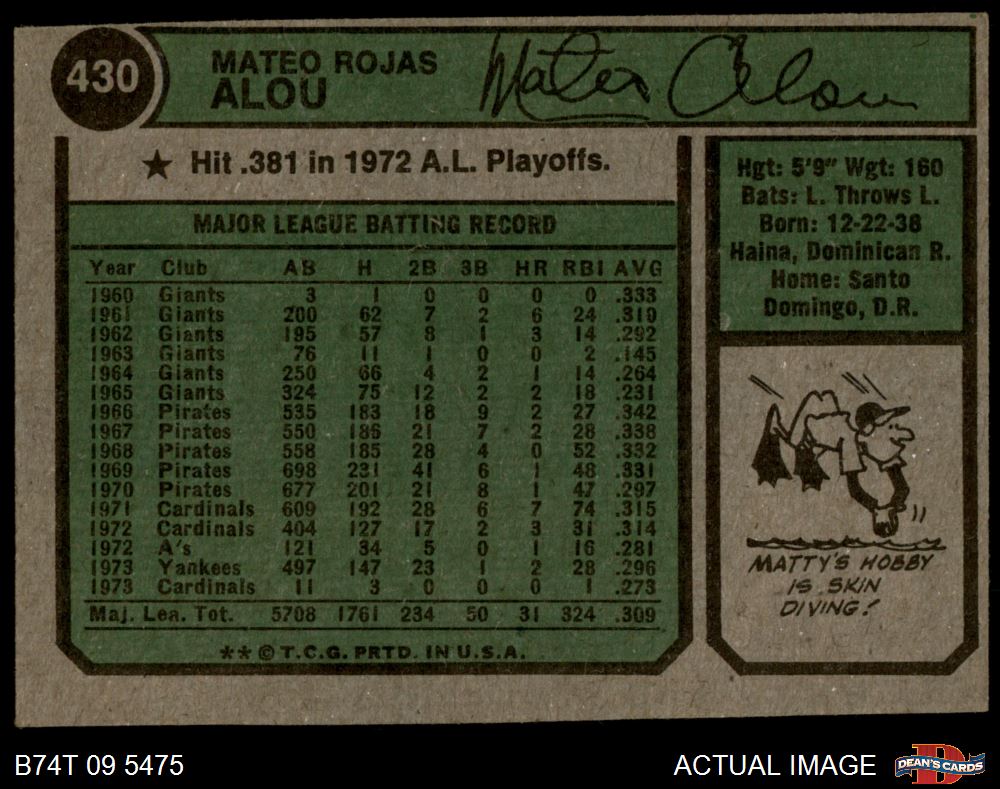 430
MATEO ROJAS
ALOU
Mateo Alou
★ Hit .381 in 1972 A.L. Playoffs.
MAJOR LEAGUE BATTING RECORD
Year Club AB H 2B 3B HR RBI AVG
1960 Giants 3 1 0 0 0 0 .333
1961 Giants 200 62 7 2 6 24 .310
1962 Giants 195 57 8 1 3 14 .292
1963 Giants 76 11 1 0 0 2 .145
1964 Giants 250 66 4 2 1 14 .264
1965 Giants 324 75 12 2 2 18 .231
1966 Pirates 535 183 18 9 2 27 .342
1967 Pirates 550 186 21 7 2 28 .338
1968 Pirates 558 185 28 4 0 52 .332
1969 Pirates 698 231 41 6 1 48 .331
1970 Pirates 677 201 21 8 1 47 .297
1971 Cardinals 609 192 28 6 7 74 .315
1972 Cardinals 404 127 17 2 3 31 .314
1972 A's 121 34 5 0 1 16 .281
1973 Yankees 497 147 23 1 2 28 .296
1973 Cardinals 11 3 0 0 0 1 .273
Maj. Lea. Tot. 5708 1761 234 50 31 324 .309
** © T.C.G. PRTD. IN U.S.A.
Hgt: 5'9" Wgt: 160
Bats: L. Throws L.
Born: 12-22-38
Haina, Dominican R.
Home: Santo
Domingo, D.R.
MATTY'S HOBBY
IS SKIN
DIVING!
B74T 09 5475
ACTUAL IMAGE
DEAN'S CARDS